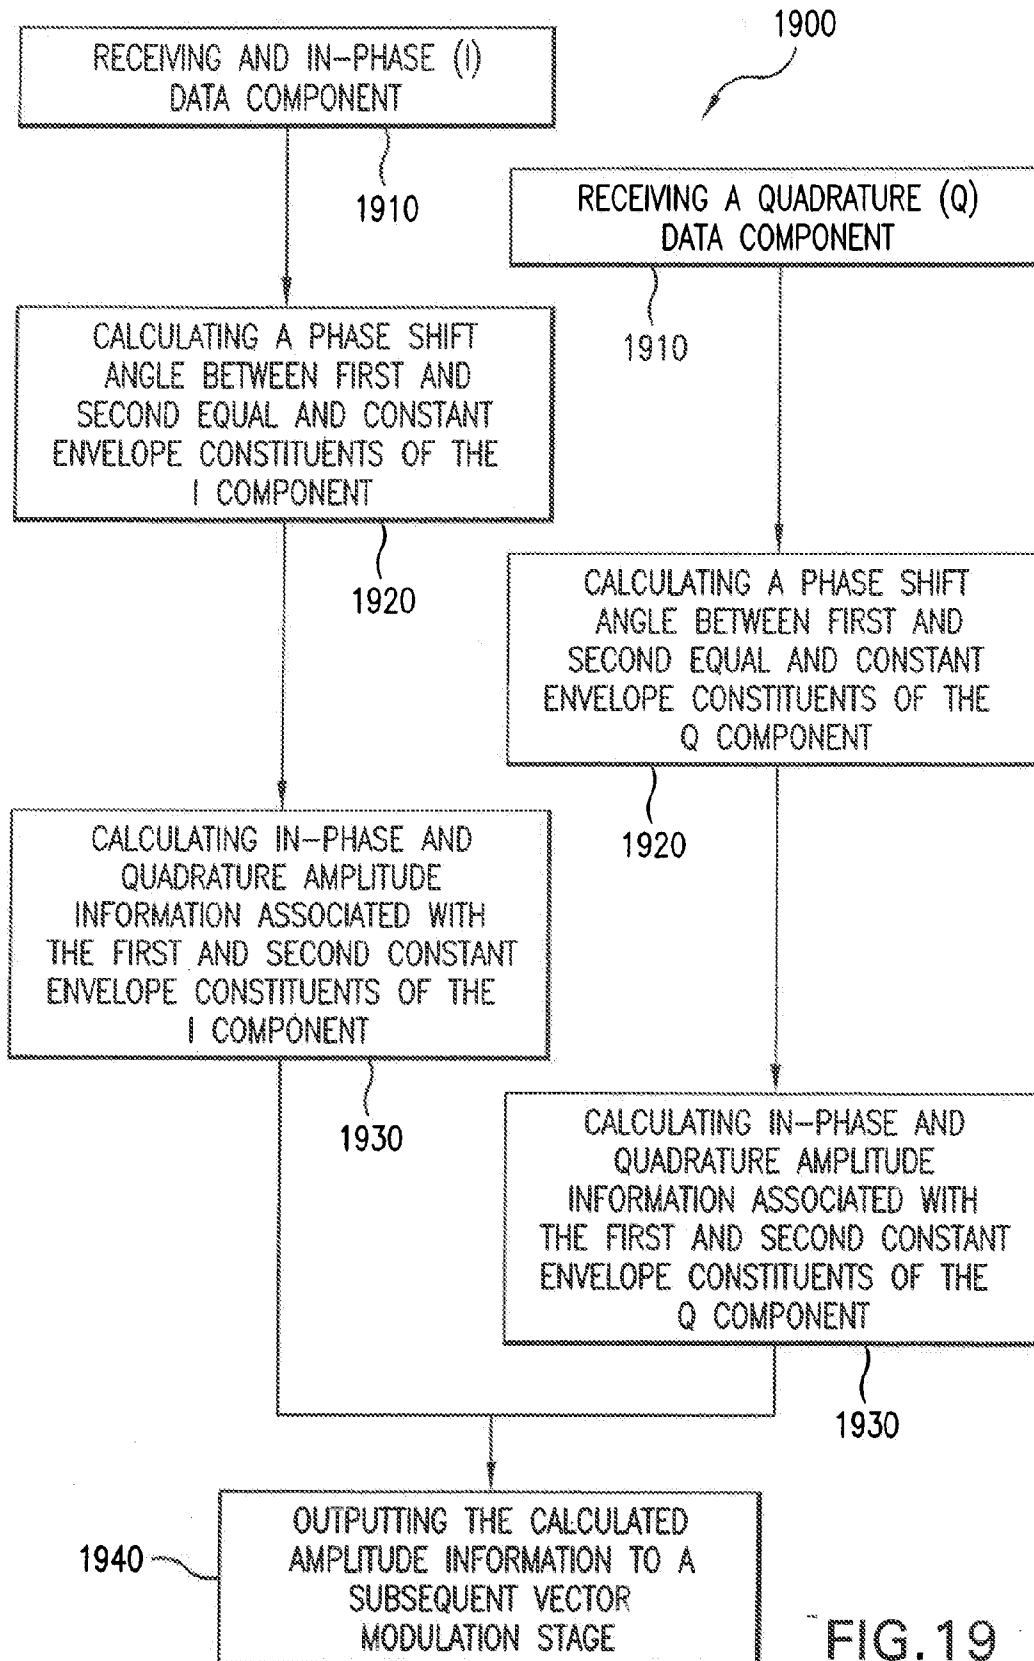 1900
RECEIVING AND IN-PHASE (I)
DATA COMPONENT
1910
RECEIVING A QUADRATURE (Q)
DATA COMPONENT
1910
CALCULATING A PHASE SHIFT
ANGLE BETWEEN FIRST AND
SECOND EQUAL AND CONSTANT
ENVELOPE CONSTITUENTS OF THE
I COMPONENT
1920
CALCULATING A PHASE SHIFT
ANGLE BETWEEN FIRST AND
SECOND EQUAL AND CONSTANT
ENVELOPE CONSTITUENTS OF THE
Q COMPONENT
1920
CALCULATING IN-PHASE AND
QUADRATURE AMPLITUDE
INFORMATION ASSOCIATED WITH
THE FIRST AND SECOND CONSTANT
ENVELOPE CONSTITUENTS OF THE
I COMPONENT
1930
CALCULATING IN-PHASE AND
QUADRATURE AMPLITUDE
INFORMATION ASSOCIATED WITH
THE FIRST AND SECOND CONSTANT
ENVELOPE CONSTITUENTS OF THE
Q COMPONENT
1930
1940
OUTPUTTING THE CALCULATED
AMPLITUDE INFORMATION TO A
SUBSEQUENT VECTOR
MODULATION STAGE
FIG.19